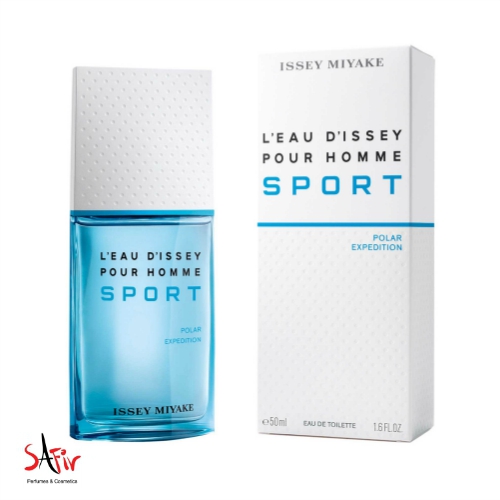 L'EAU D'ISSEY
POUR HOMME
SPORT
POLAR
EXPEDITION
ISSEY MIYAKE
ISSEY MIYAKE
L'EAU D'ISSEY
POUR HOMME
SPORT
POLAR
EXPEDITION
℮50ml EAU DE TOILETTE 1.6 FL.OZ.
SAfir
Perfumes & Cosmetics